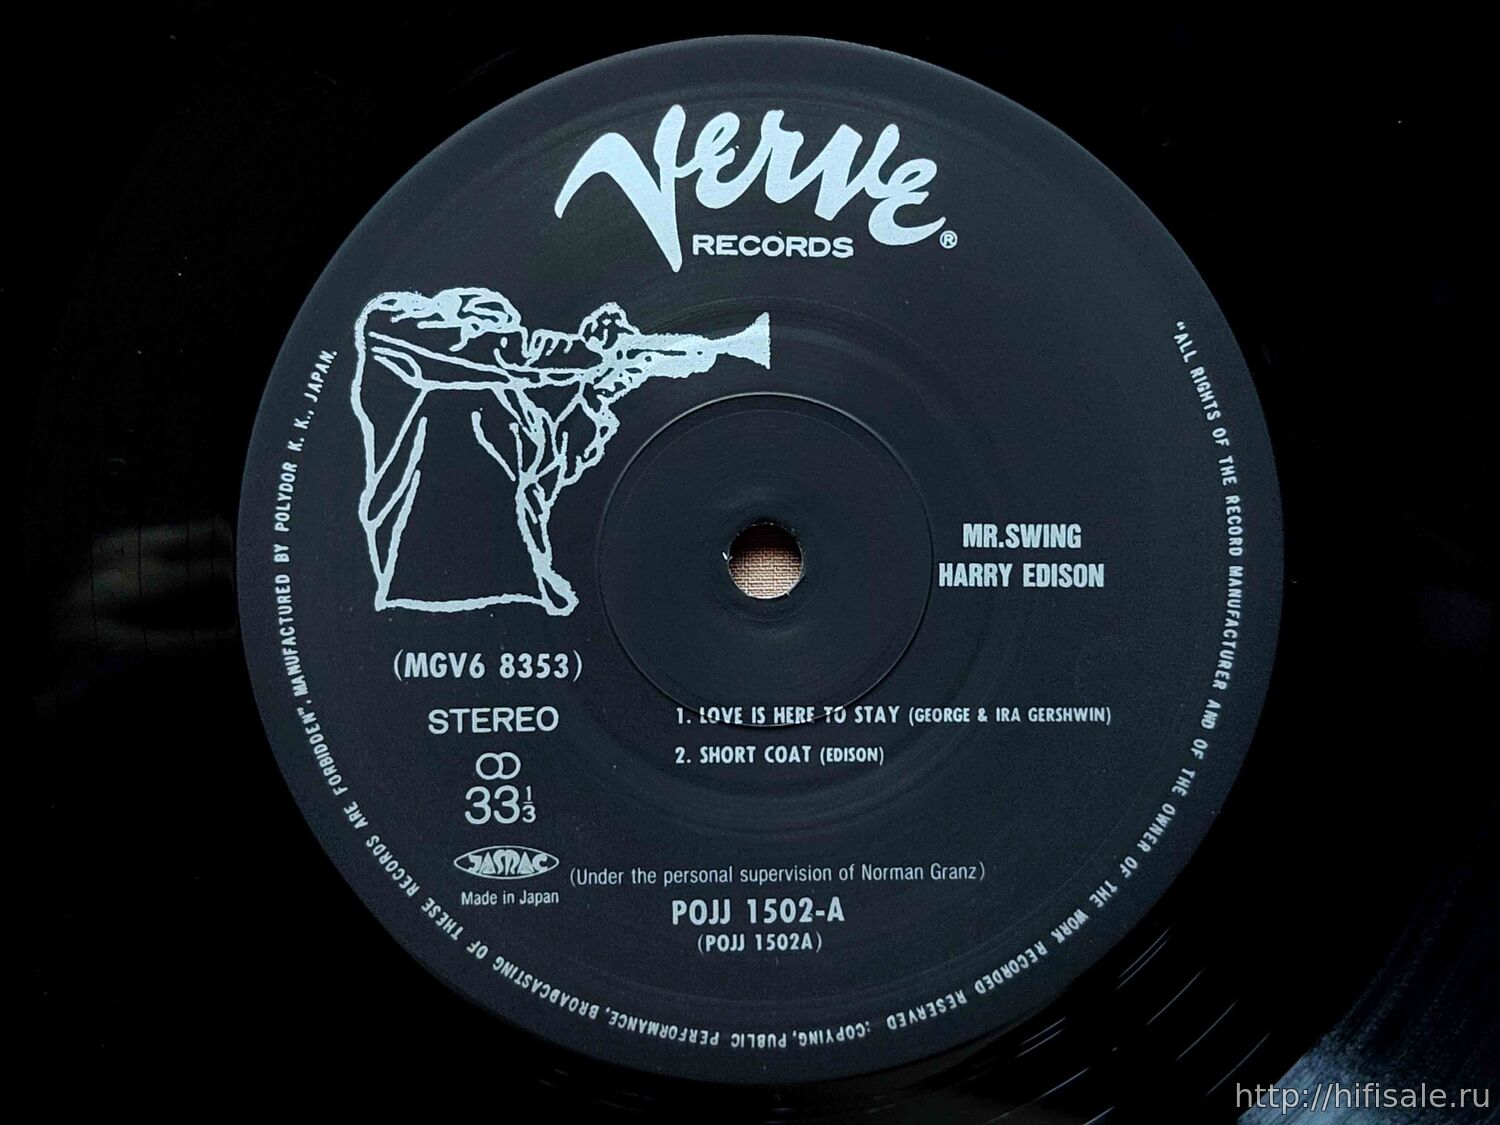 Verve
RECORDS ®
MR.SWING
HARRY EDISON
(MGV6 8353)
STEREO
33 1/3
1. LOVE IS HERE TO STAY (GEORGE & IRA GERSHWIN)
2. SHORT COAT (EDISON)
JASRAC
Made in Japan
(Under the personal supervision of Norman Granz)
POJJ 1502-A
(POJJ 1502A)
"ALL RIGHTS OF THE RECORD MANUFACTURER AND OF THE OWNER OF THE WORK RECORDED RESERVED :COPYING, PUBLIC PERFORMANCE, BROADCASTING OF THESE RECORDS ARE FORBIDDEN". MANUFACTURED BY POLYDOR K. K., JAPAN.
http://hifisale.ru